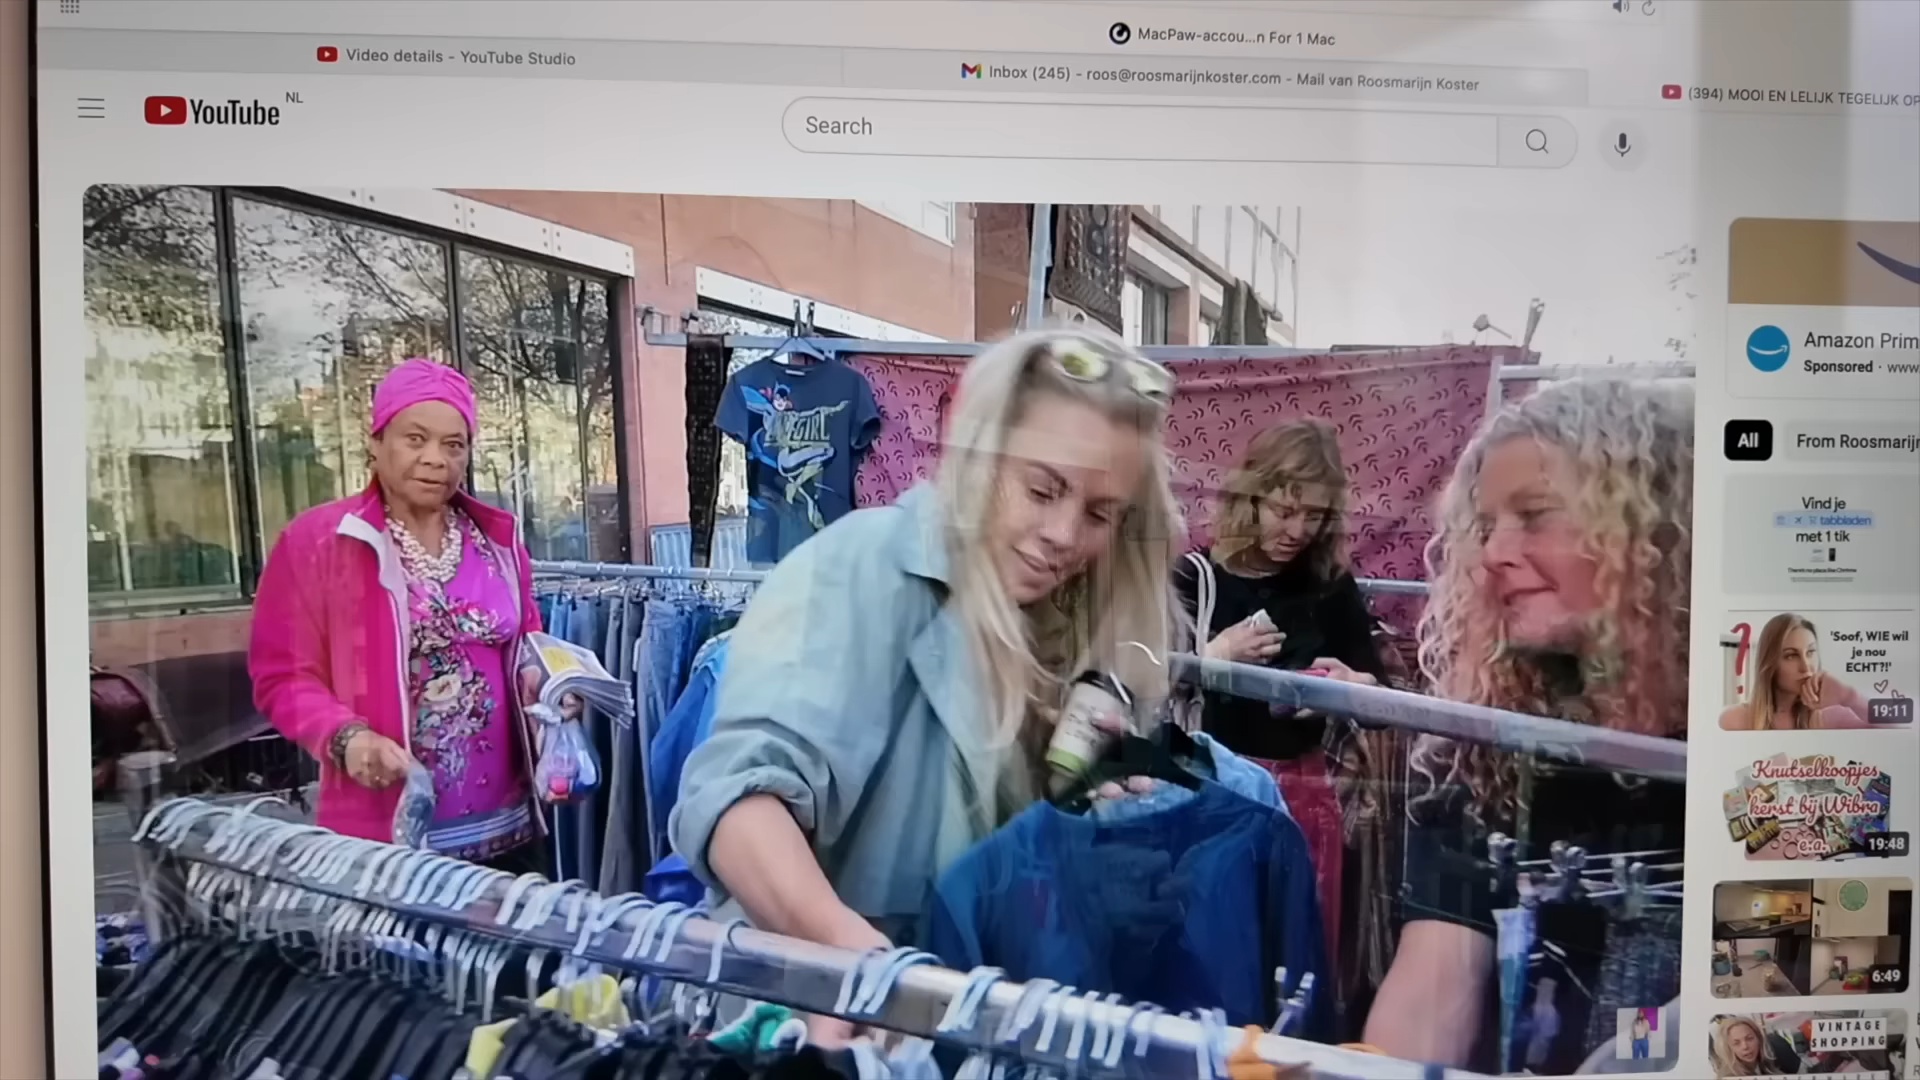 MacPaw-accou...n For 1 Mac
Video details - YouTube Studio
Inbox (245) - roos@roosmarijnkoster.com - Mail van Roosmarijn Koster
(394) MOOI EN LELIJK TEGELIJK OP
YouTube NL
Search
Amazon Prim
Sponsored · www.
All
From Roosmarijn
Vind je
tabbladen
met 1 tik
'Soof, WIE wil
je nou
ECHT?!'
19:11
Knutselkoopjes
kerst bij Wibra
e.a.
19:48
6:49
VINTAGE
SHOPPING